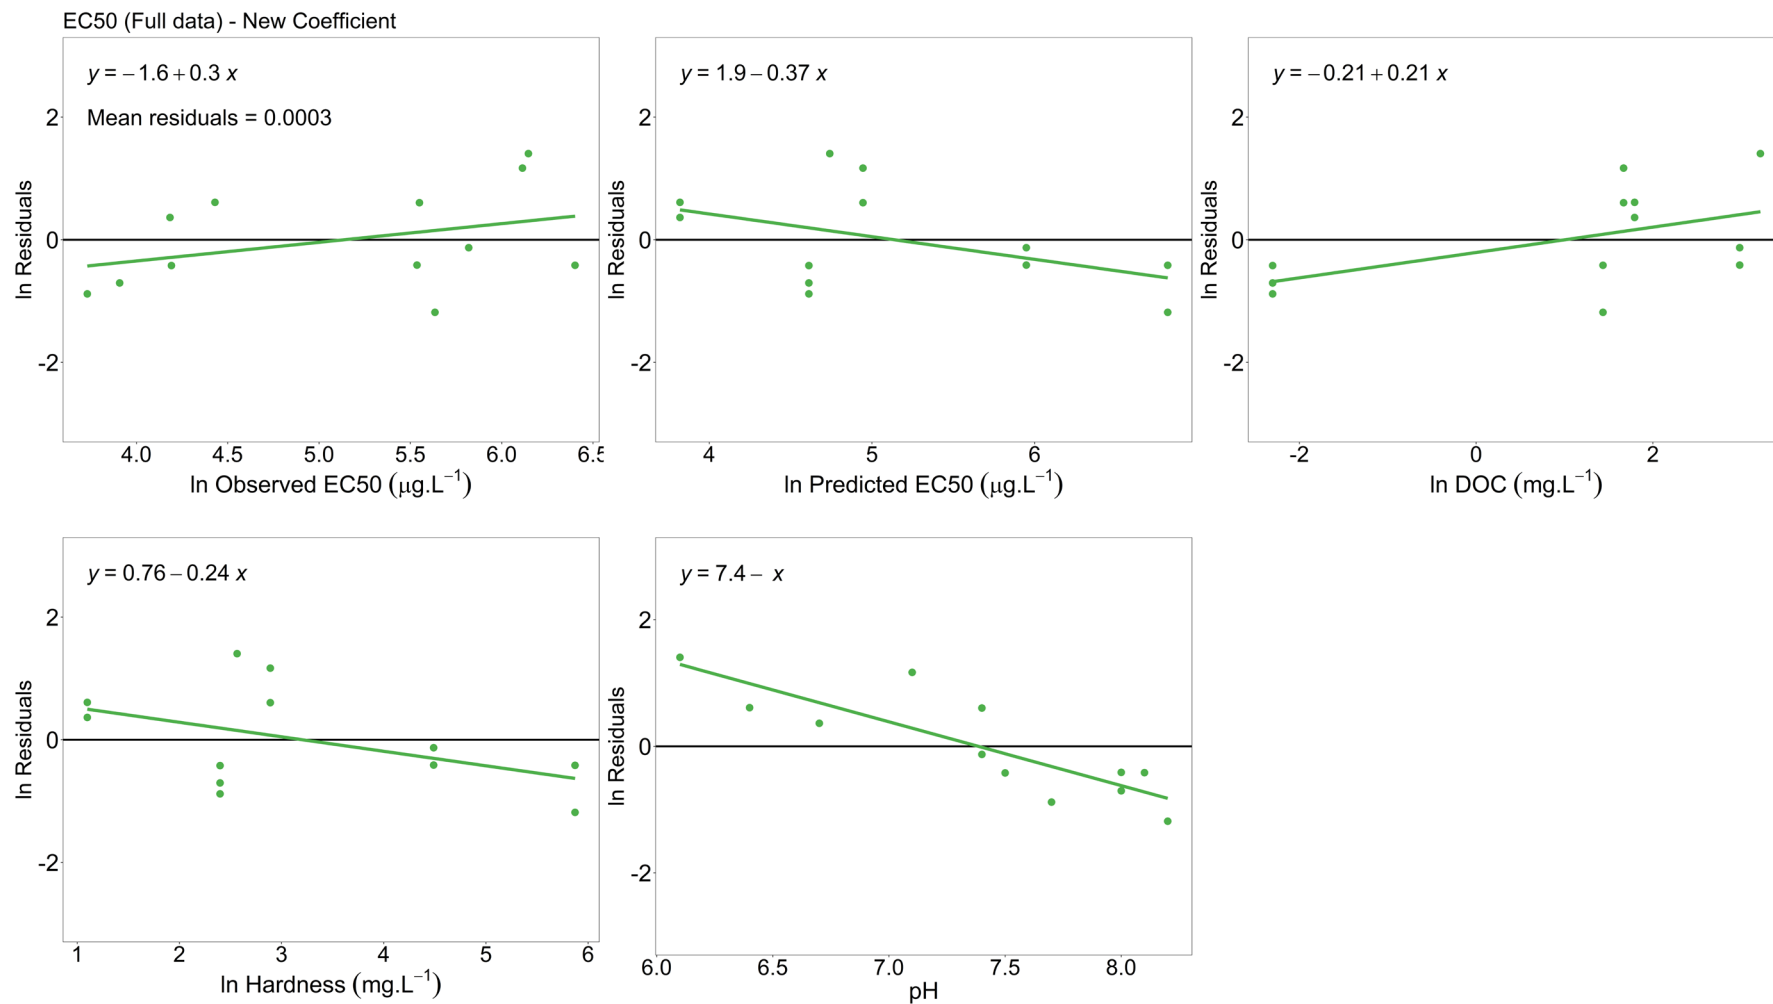 EC50 (Full data) - New Coefficient
y = −1.6 + 0.3 x
Mean residuals = 0.0003
2
0
-2
ln Residuals
4.0 4.5 5.0 5.5 6.0 6.5
ln Observed EC50 (μg.L⁻¹)
y = 1.9 − 0.37 x
2
0
-2
ln Residuals
4 5 6
ln Predicted EC50 (μg.L⁻¹)
y = −0.21 + 0.21 x
2
0
-2
ln Residuals
-2 0 2
ln DOC (mg.L⁻¹)
y = 0.76 − 0.24 x
2
0
-2
ln Residuals
1 2 3 4 5 6
ln Hardness (mg.L⁻¹)
y = 7.4 − x
2
0
-2
ln Residuals
6.0 6.5 7.0 7.5 8.0
pH